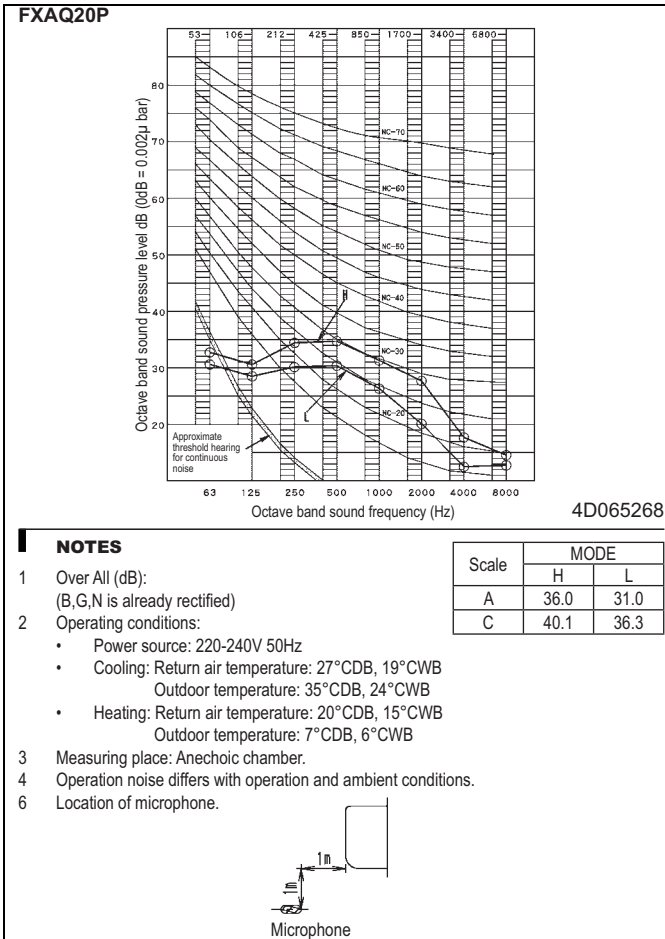 FXAQ20P
53 106 212 425 850 1700 3400 6800
Octave band sound pressure level dB (0dB = 0.002µ bar)
80
70
60
50
40
30
20
NC-70
NC-60
NC-50
NC-40
NC-30
NC-20
H
L
Approximate
threshold hearing
for continuous
noise
63 125 250 500 1000 2000 4000 8000
Octave band sound frequency (Hz)
4D065268
NOTES
1 Over All (dB):
(B,G,N is already rectified)
Scale MODE
H L
A 36.0 31.0
C 40.1 36.3
2 Operating conditions:
• Power source: 220-240V 50Hz
• Cooling: Return air temperature: 27°CDB, 19°CWB
Outdoor temperature: 35°CDB, 24°CWB
• Heating: Return air temperature: 20°CDB, 15°CWB
Outdoor temperature: 7°CDB, 6°CWB
3 Measuring place: Anechoic chamber.
4 Operation noise differs with operation and ambient conditions.
6 Location of microphone.
1m
1m
Microphone